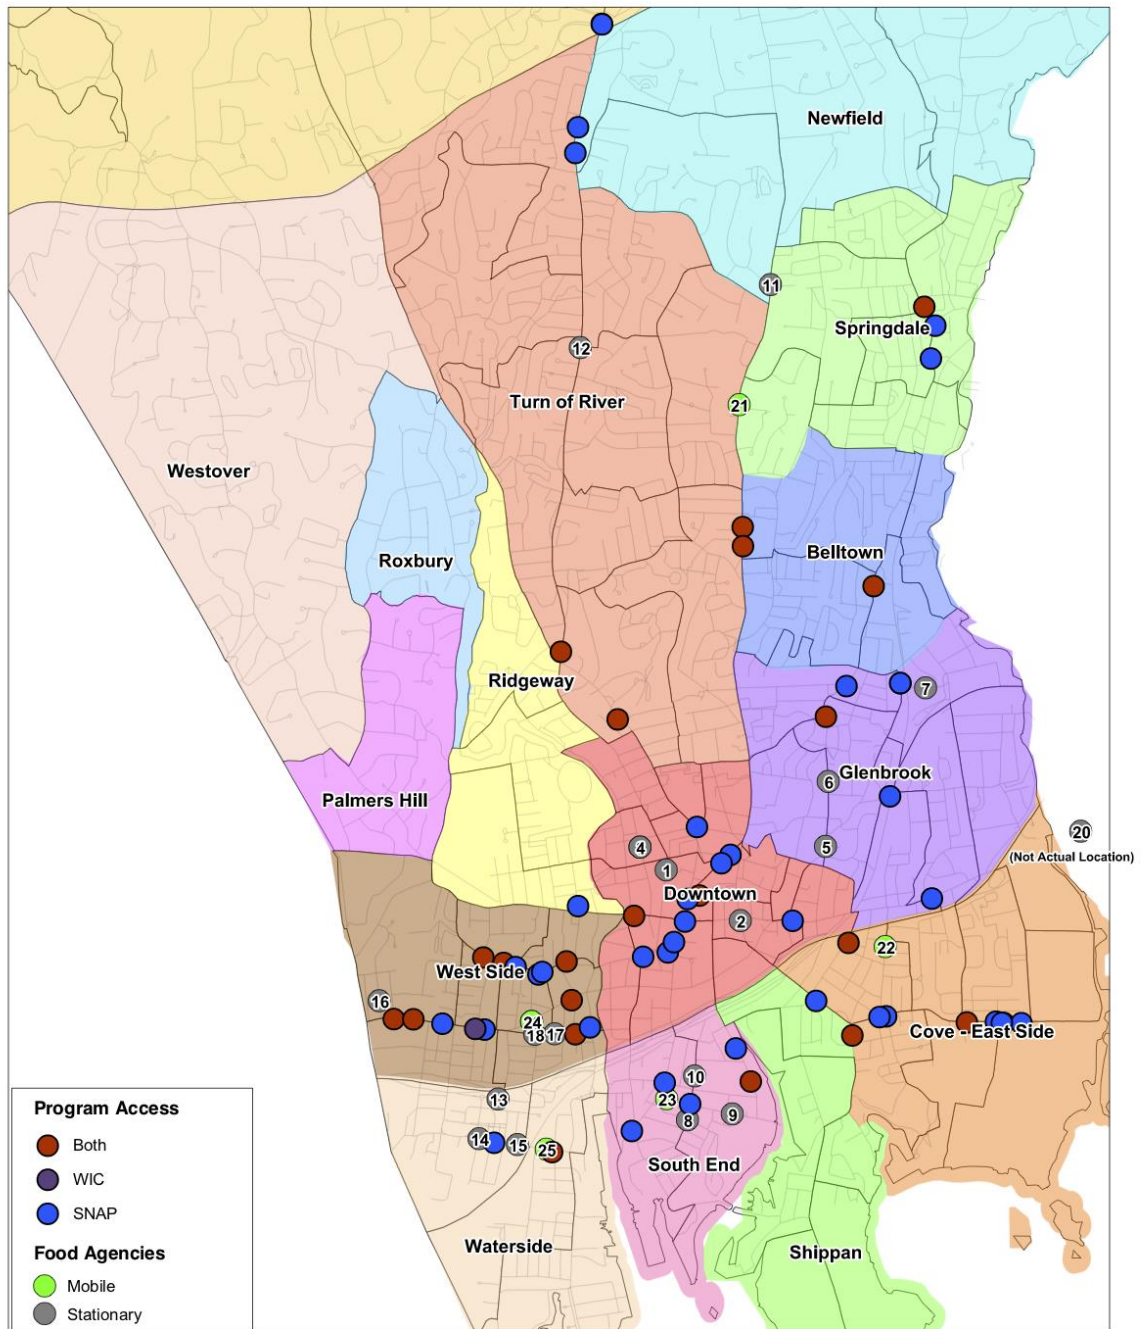 Newfield
11
Springdale
12
Turn of River
21
Westover
Belltown
Roxbury
Ridgeway
7
Glenbrook
6
Palmers Hill
20
(Not Actual Location)
4
5
1
Downtown
2
22
West Side
16
24
18
17
Cove - East Side
10
13
23
9
8
14
15
25
South End
Waterside
Shippan
Program Access
Both
WIC
SNAP
Food Agencies
Mobile
Stationary